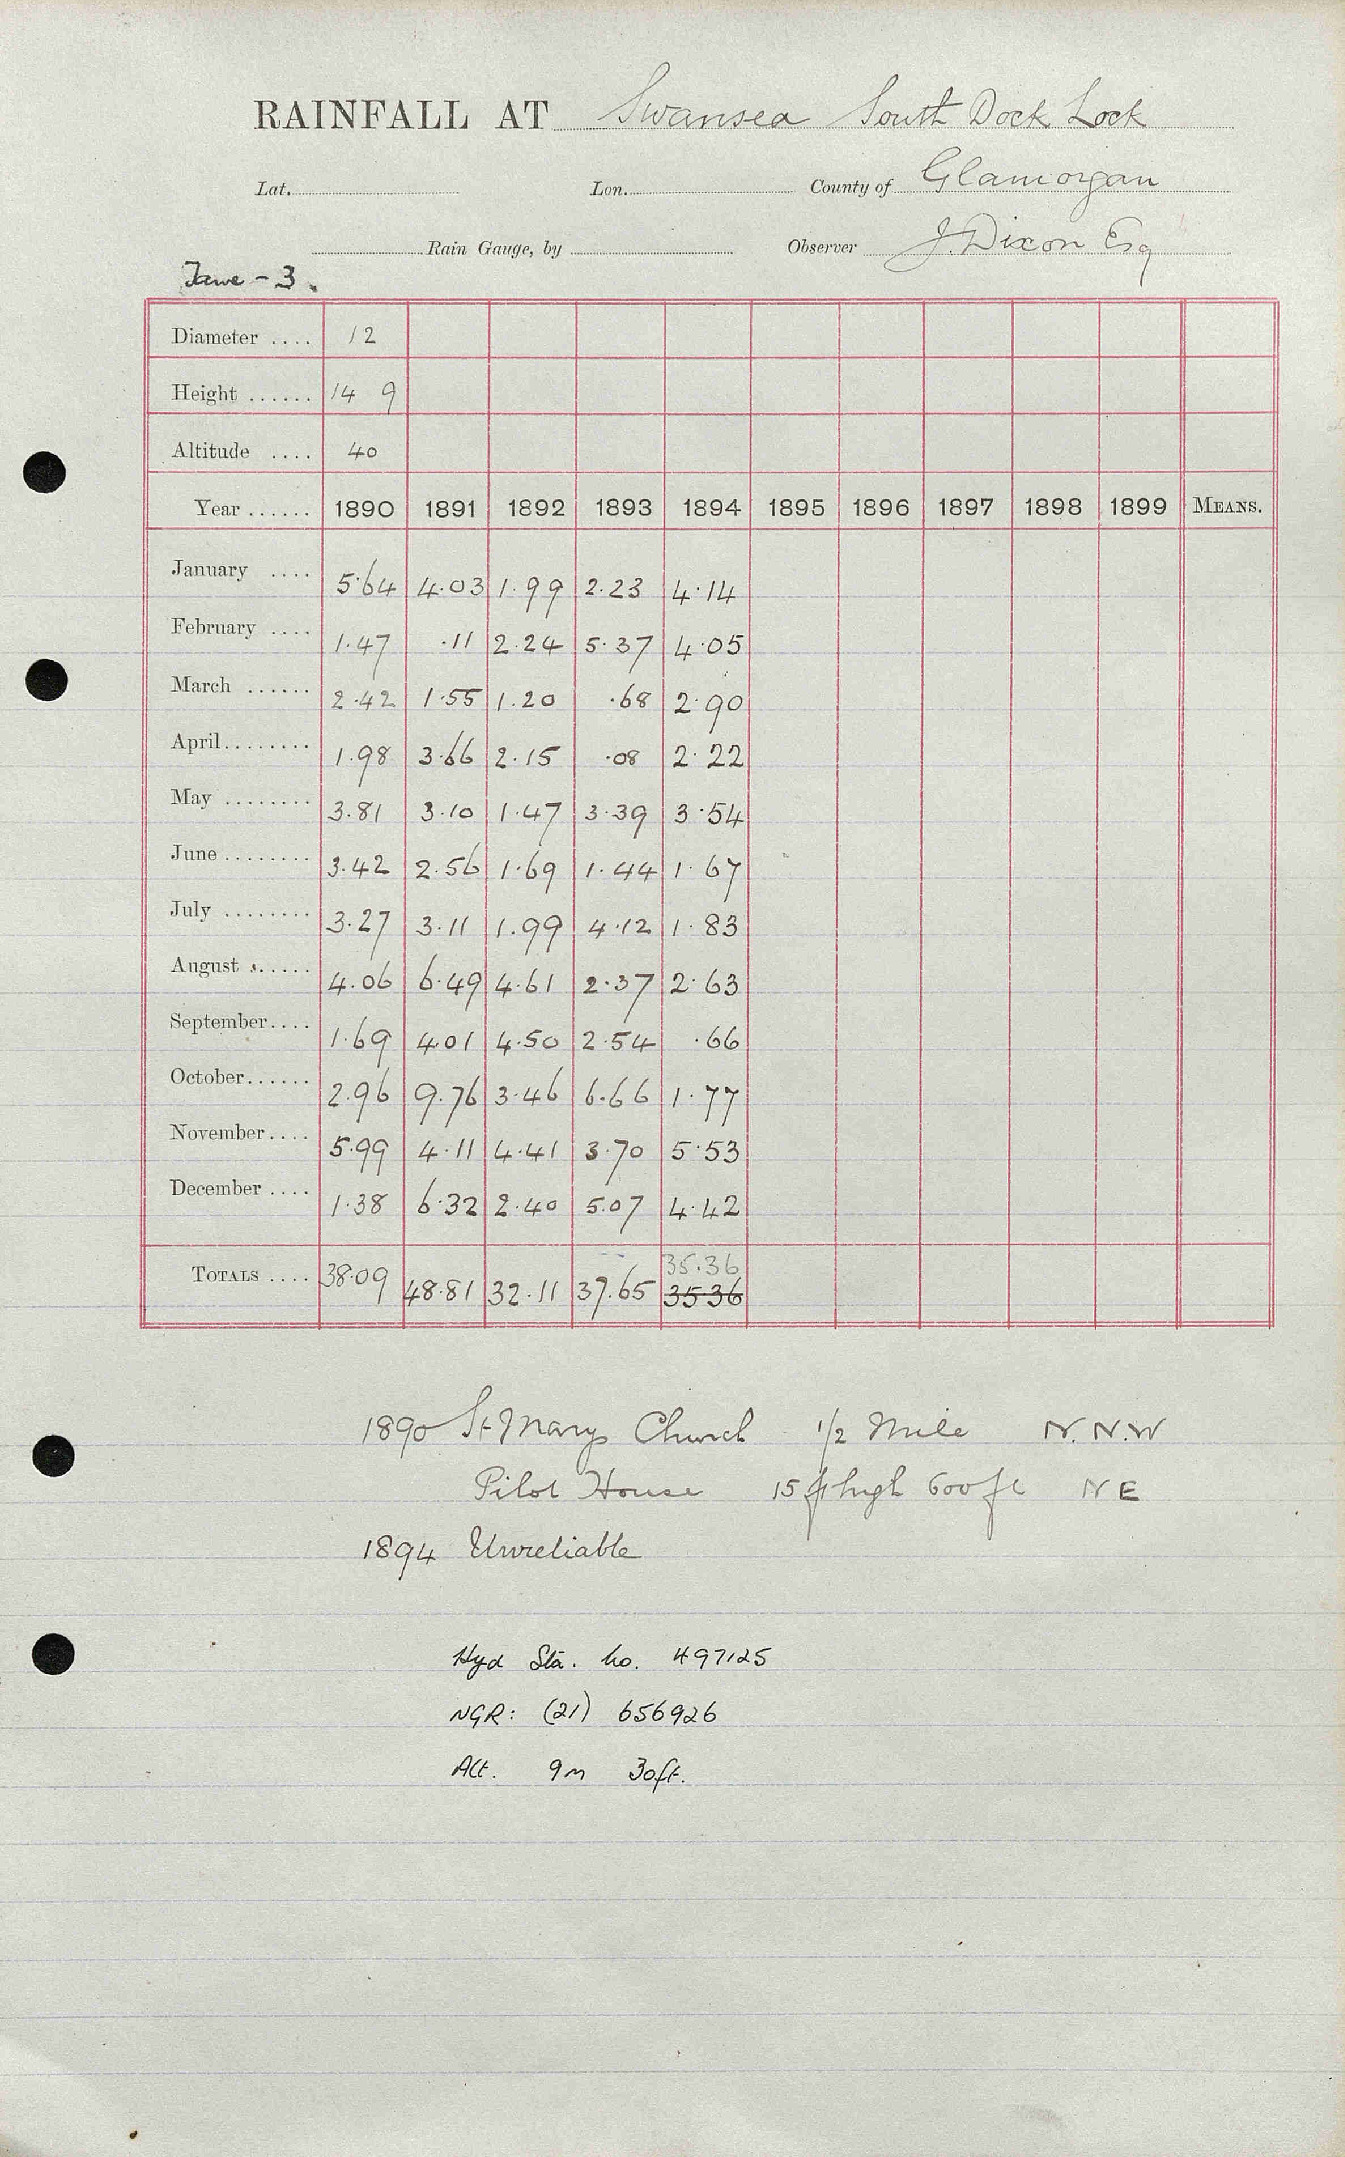 RAINFALL AT Swansea South Dock Lock
Lat. Lon. County of Glamorgan
Rain Gauge, by Observer J. Dixon Esq
Tawe - 3.
Diameter .... 12
Height ...... 14 9
Altitude .... 40
Year ...... 1890 1891 1892 1893 1894 1895 1896 1897 1898 1899 MEANS.
January .... 5.64 4.03 1.99 2.23 4.14
February .... 1.47 .11 2.24 5.37 4.05
March ...... 2.42 1.55 1.20 .68 2.90
April ........ 1.98 3.66 2.15 .08 2.22
May ........ 3.81 3.10 1.47 3.39 3.54
June ........ 3.42 2.56 1.69 1.44 1.67
July ........ 3.27 3.11 1.99 4.12 1.83
August ...... 4.06 6.49 4.61 2.37 2.63
September.... 1.69 4.01 4.50 2.54 .66
October...... 2.96 9.76 3.46 6.66 1.77
November.... 5.99 4.11 4.41 3.70 5.53
December .... 1.38 6.32 2.40 5.07 4.42
35.36
TOTALS .... 38.09 48.81 32.11 37.65 35.36
1890 St Marys Church 1/2 Mile N.N.W
Pilot House 15 ft high 600 ft NE
1894 Unreliable
Hyd Sta. No. 497125
NGR: (21) 656926
Alt. 9m 30ft.